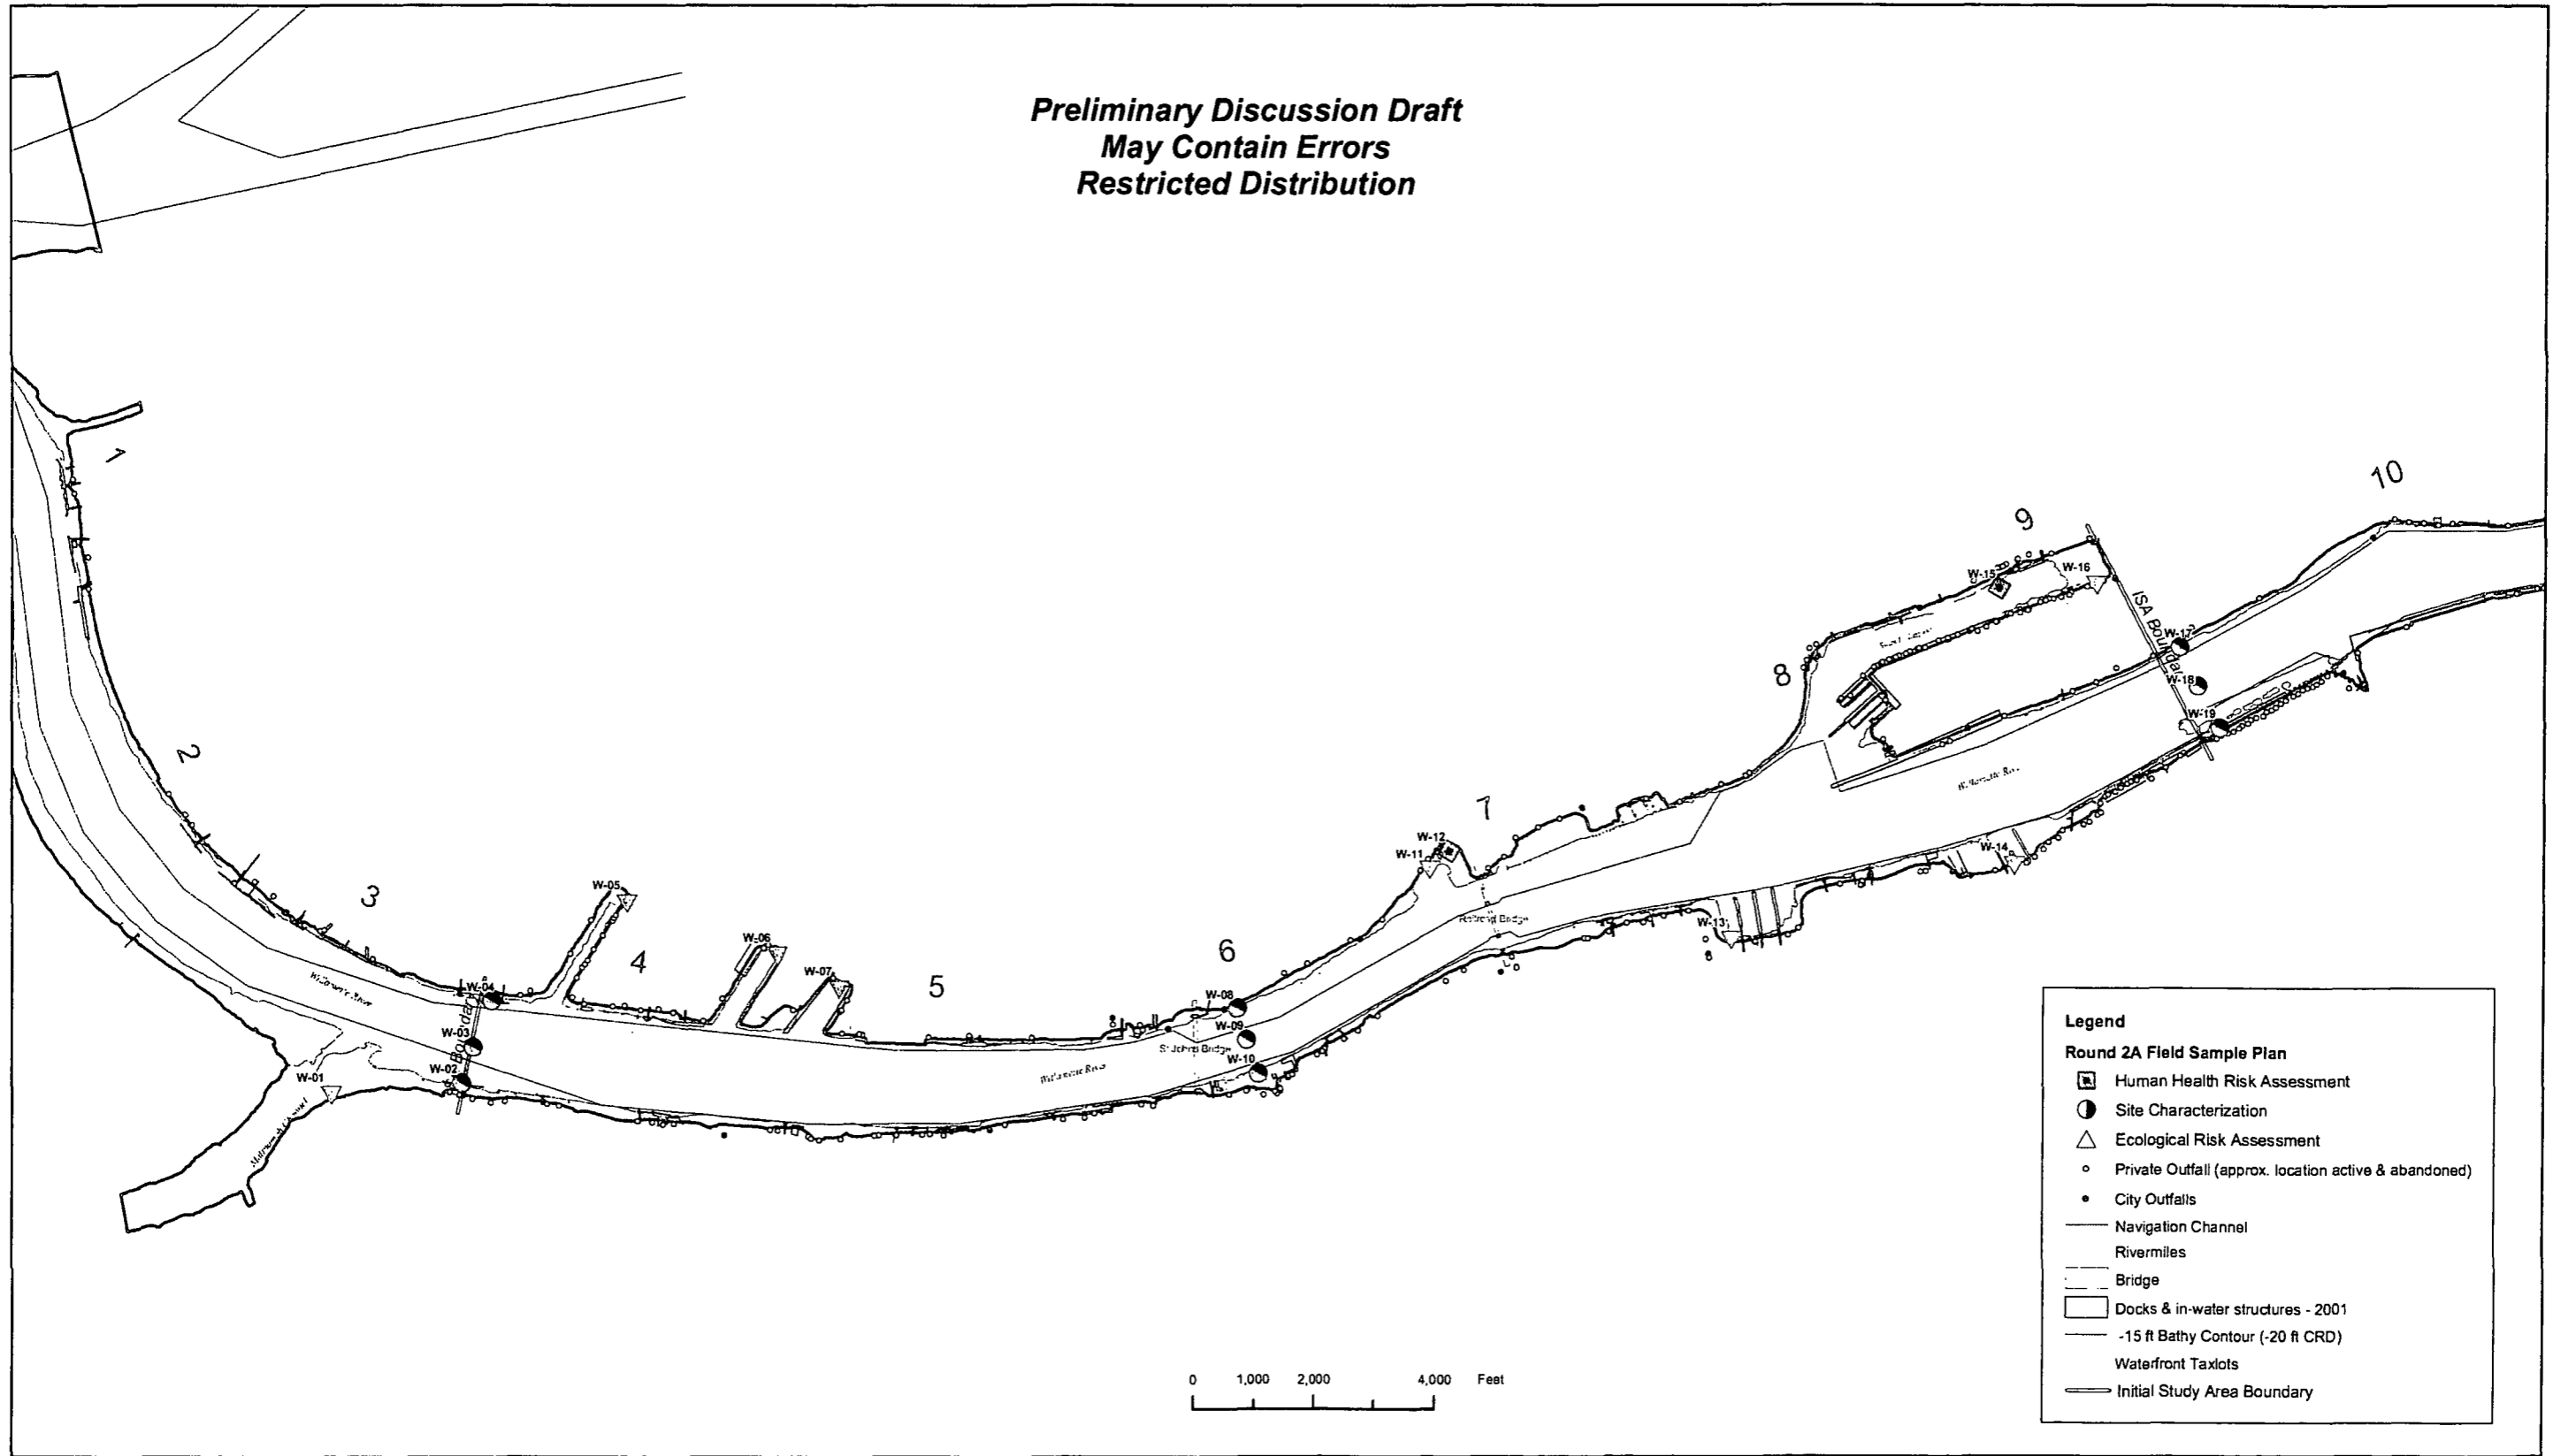 Preliminary Discussion Draft
May Contain Errors
Restricted Distribution
1
2
3
4
5
6
7
8
9
10
W-01
W-02
W-03
W-04
W-05
W-06
W-07
W-08
W-09
W-10
W-11
W-12
W-13
W-14
W-15
W-16
W-17
W-18
W-19
ISA Boundary
Willamette River
Willamette River
Willamette River
St Johns Bridge
Railroad Bridge
0 1,000 2,000 4,000 Feet
Legend
Round 2A Field Sample Plan
Human Health Risk Assessment
Site Characterization
Ecological Risk Assessment
Private Outfall (approx. location active & abandoned)
City Outfalls
Navigation Channel
Rivermiles
Bridge
Docks & in-water structures - 2001
-15 ft Bathy Contour (-20 ft CRD)
Waterfront Taxlots
Initial Study Area Boundary